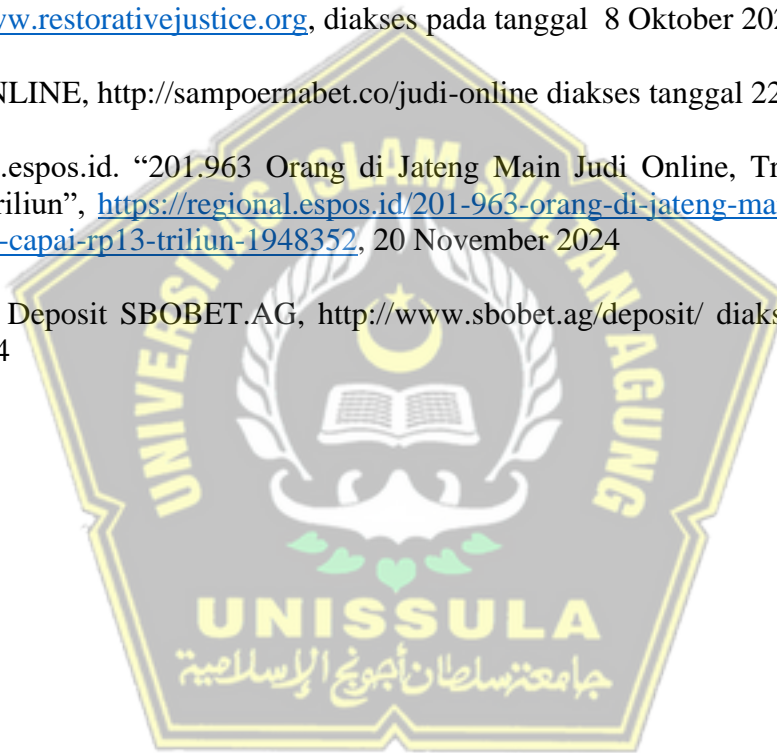 ww.restorativejustice.org, diakses pada tanggal 8 Oktober 202
NLINE, http://sampoernabet.co/judi-online diakses tanggal 22
.espos.id. “201.963 Orang di Jateng Main Judi Online, Tr
riliun”, https://regional.espos.id/201-963-orang-di-jateng-ma
-capai-rp13-triliun-1948352, 20 November 2024
Deposit SBOBET.AG, http://www.sbobet.ag/deposit/ diaks
4
UNIVERSITAS ISLAM SULTAN AGUNG
UNISSULA
جامعتسلطان أجونج الإسلامية